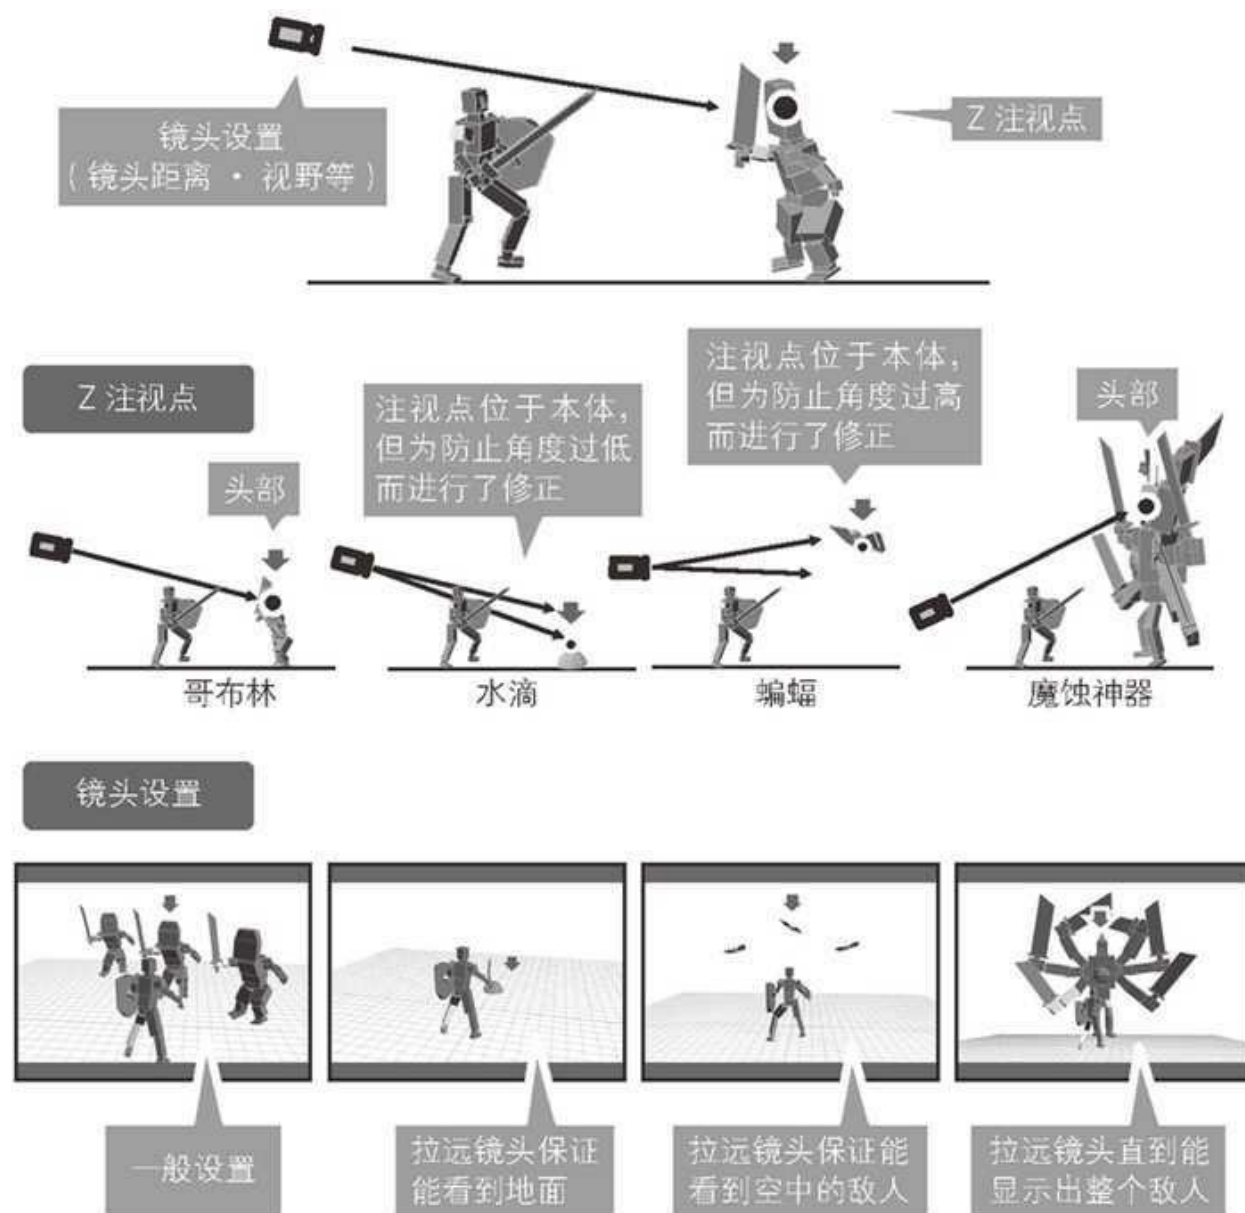 镜头设置
（镜头距离 · 视野等）
Z 注视点
Z 注视点
头部
注视点位于本体，
但为防止角度过低
而进行了修正
注视点位于本体，
但为防止角度过高
而进行了修正
头部
哥布林
水滴
蝙蝠
魔蚀神器
镜头设置
一般设置
拉远镜头保证
能看到地面
拉远镜头保证能
看到空中的敌人
拉远镜头直到能
显示出整个敌人